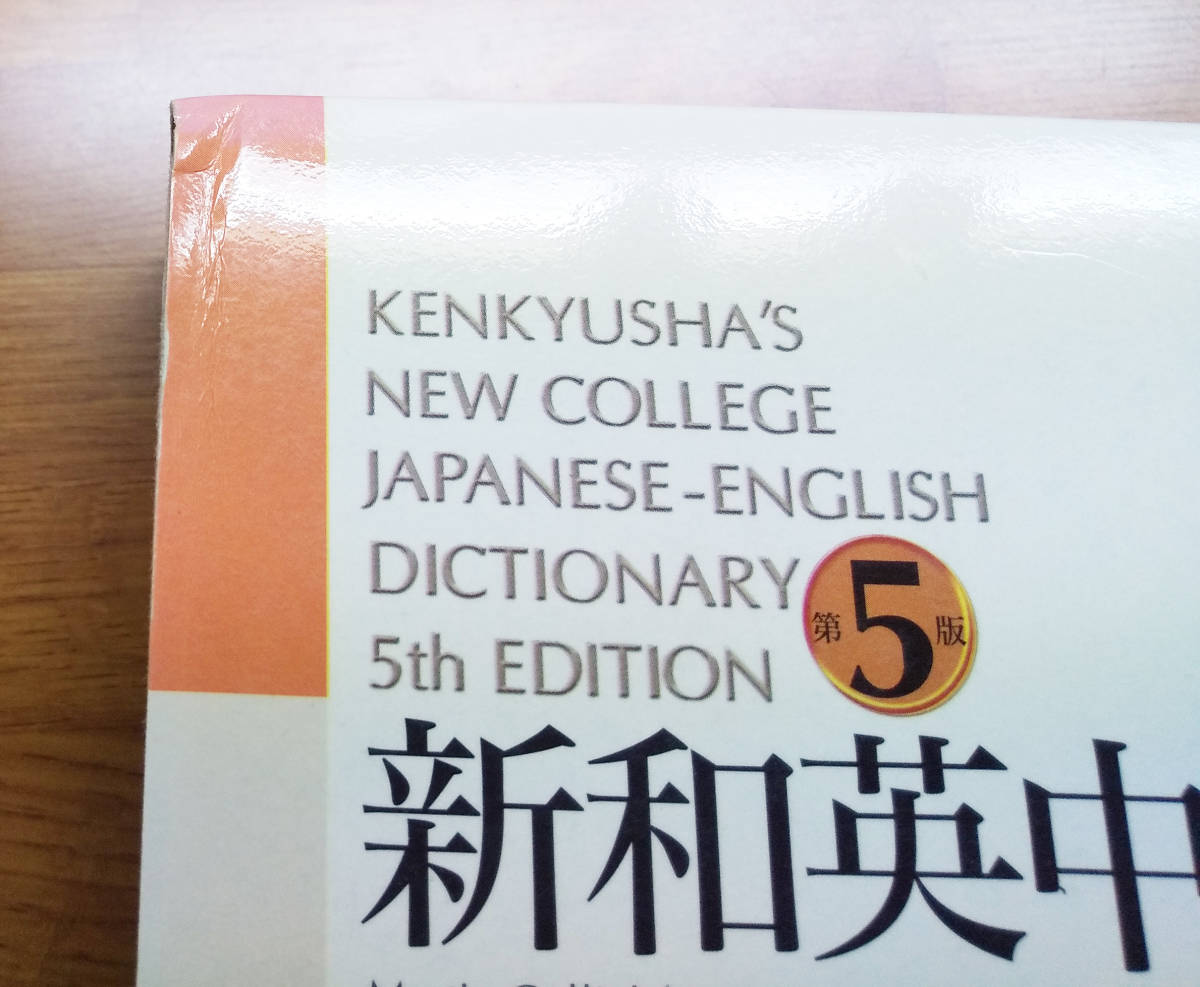 KENKYUSHA'S
NEW COLLEGE
JAPANESE-ENGLISH
DICTIONARY
5th EDITION
第5版
新和英中